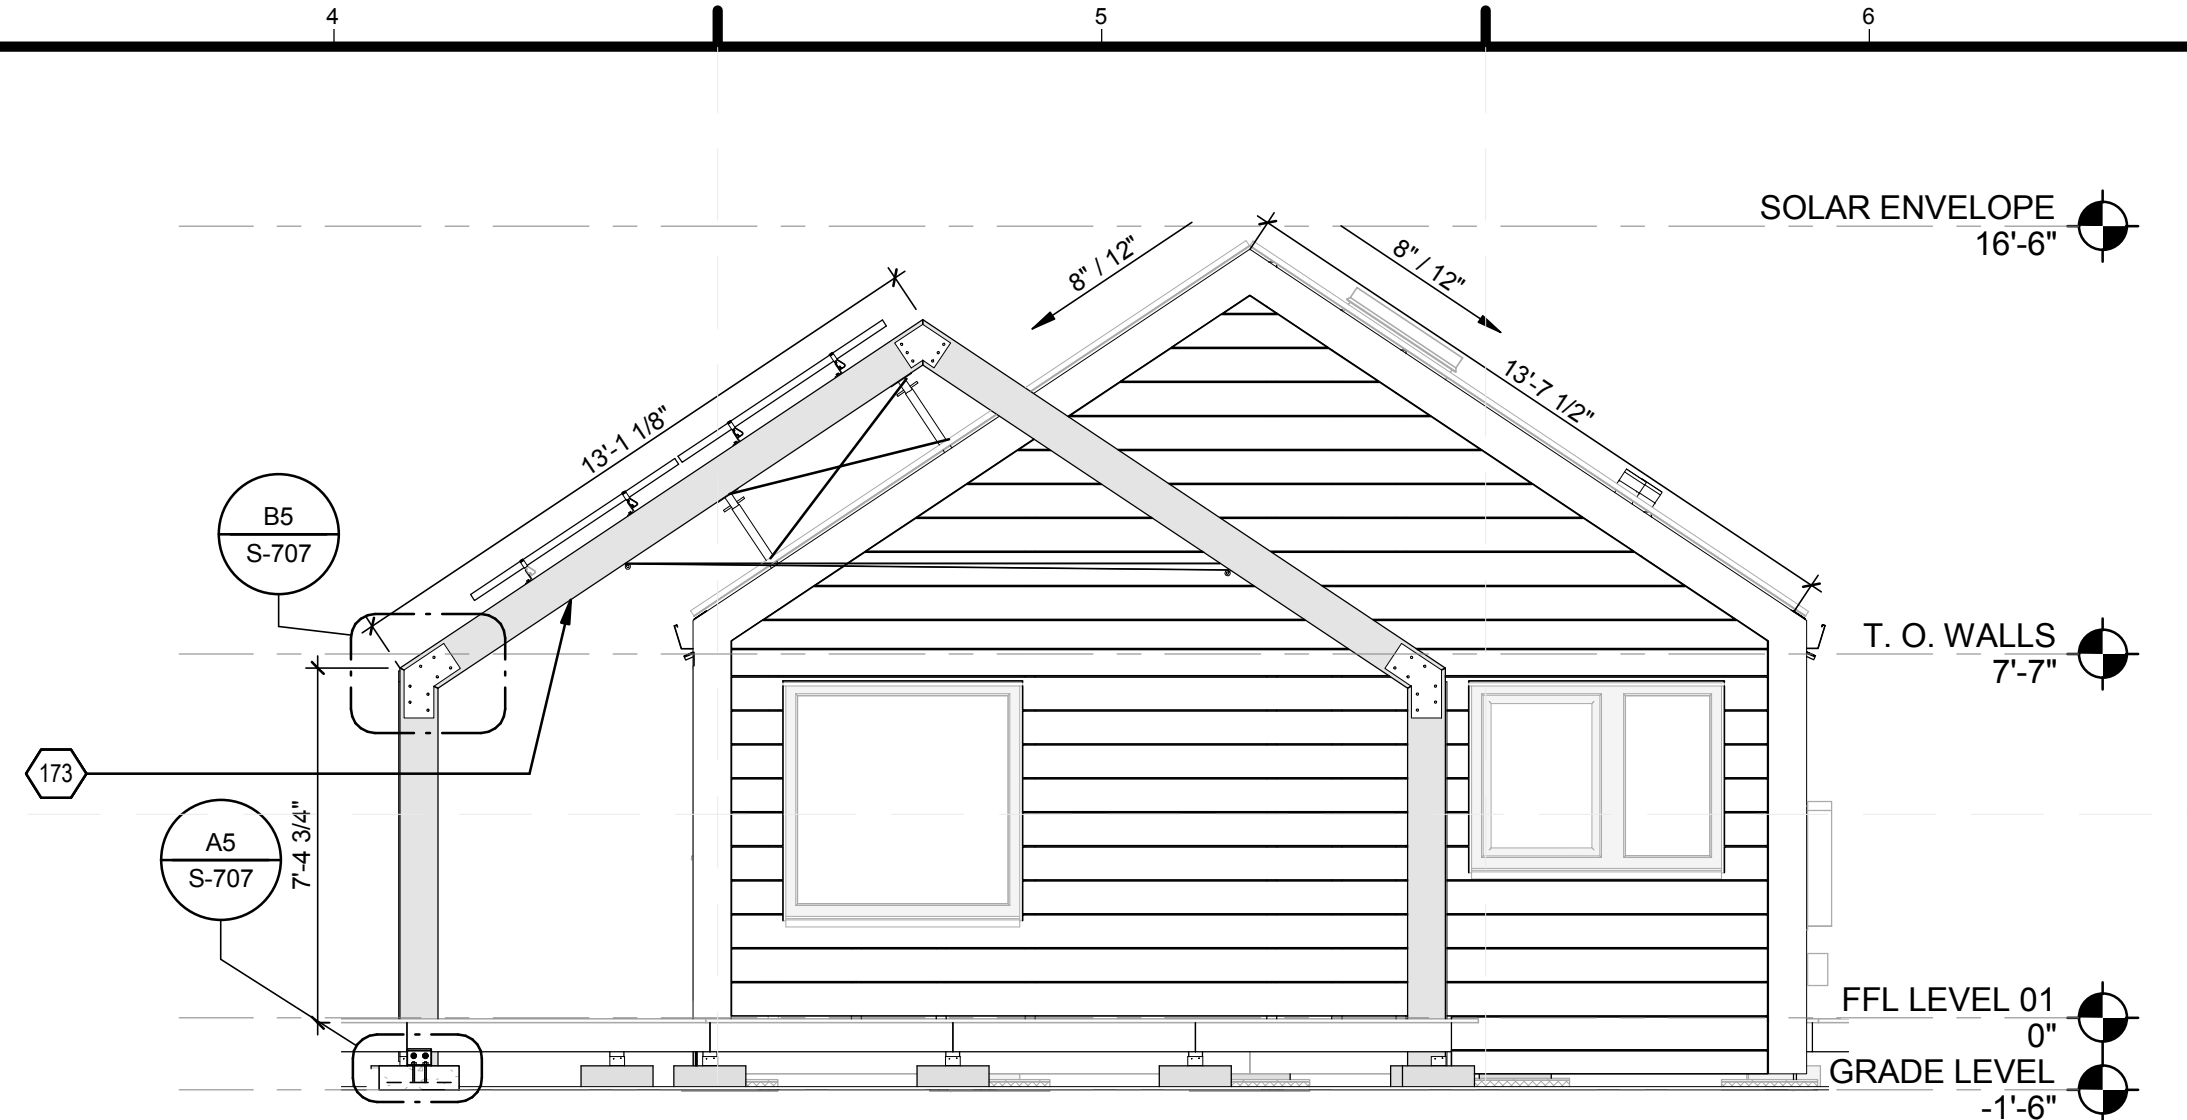 4
5
6
SOLAR ENVELOPE
16'-6"
8" / 12"
8" / 12"
13'-7 1/2"
13'-1 1/8"
B5
S-707
T. O. WALLS
7'-7"
173
7'-4 3/4"
A5
S-707
FFL LEVEL 01
0"
GRADE LEVEL
-1'-6"